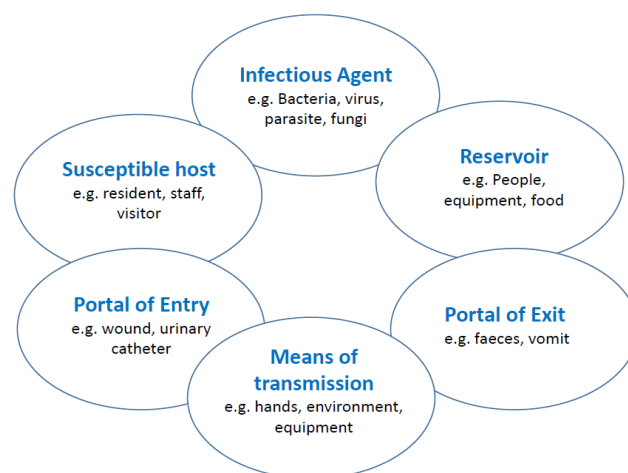 Infectious Agent
e.g. Bacteria, virus,
parasite, fungi
Reservoir
e.g. People,
equipment, food
Portal of Exit
e.g. faeces, vomit
Means of
transmission
e.g. hands, environment,
equipment
Portal of Entry
e.g. wound, urinary
catheter
Susceptible host
e.g. resident, staff,
visitor